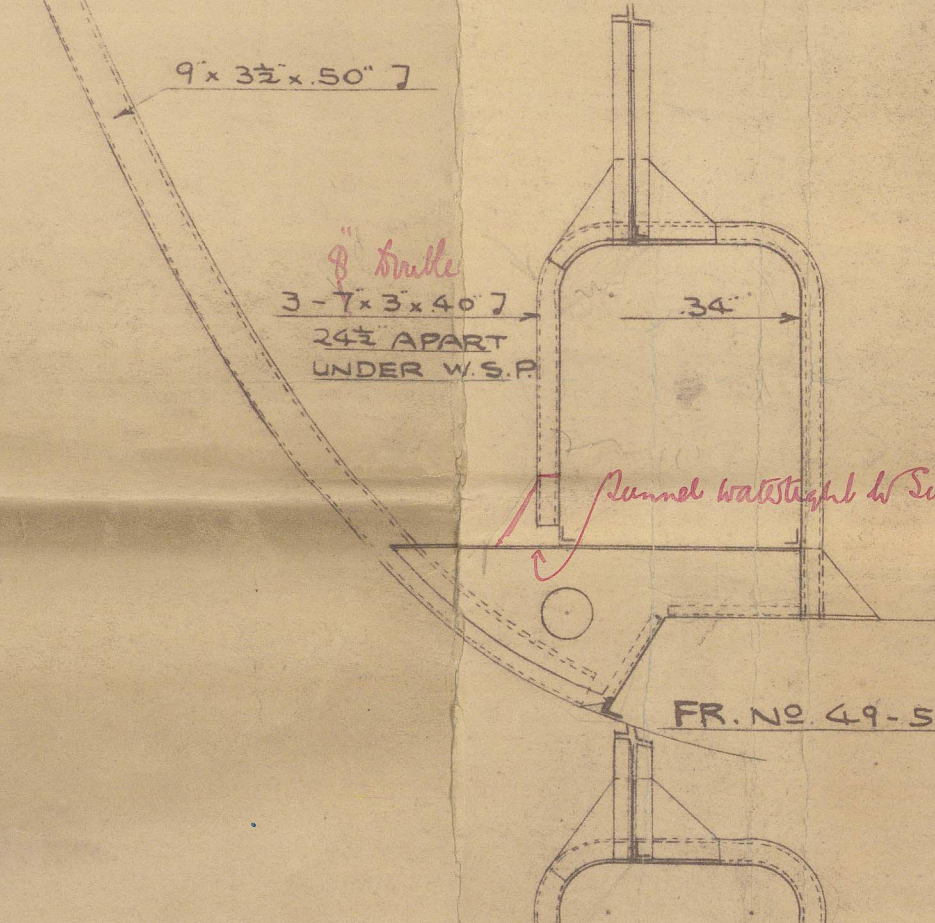 9" x 3½" x .50" ⁆
8"
3 - 7" x 3" x .40" ⁆
24½" APART
UNDER W.S.P.
.34"
Tunnel watertight to
FR. Nº 49-5